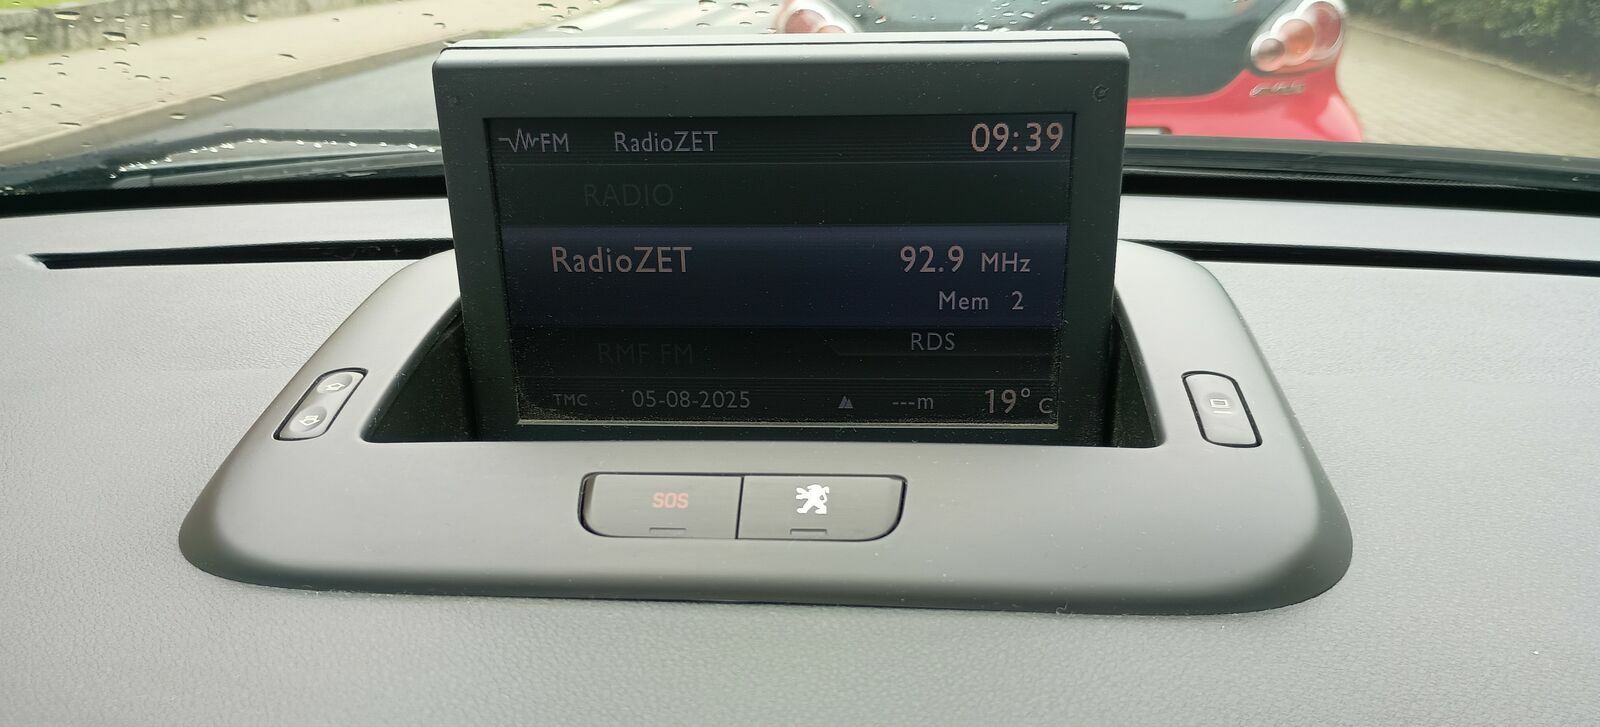 FM RadioZET 09:39
RADIO
RadioZET 92.9 MHz
Mem 2
RMF FM RDS
TMC 05-08-2025 ---m 19° C
SOS